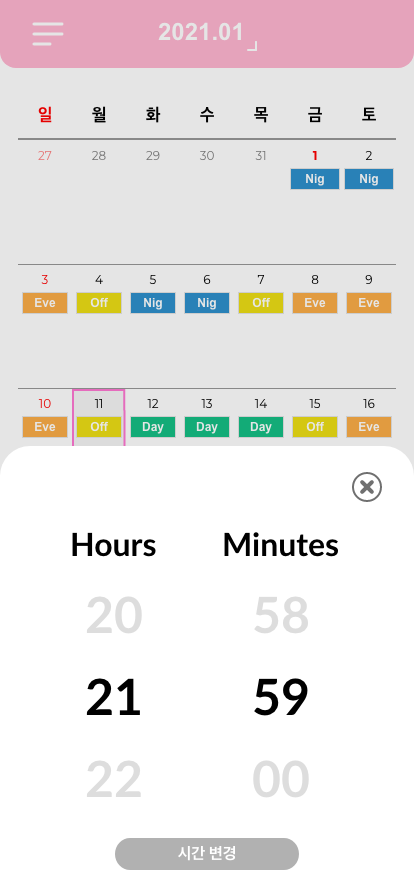 2021.01
일 월 화 수 목 금 토
27 28 29 30 31 1 2
Nig Nig
3 4 5 6 7 8 9
Eve Off Nig Nig Off Eve Eve
10 11 12 13 14 15 16
Eve Off Day Day Day Off Eve
Hours Minutes
20 58
21 59
22 00
시간 변경